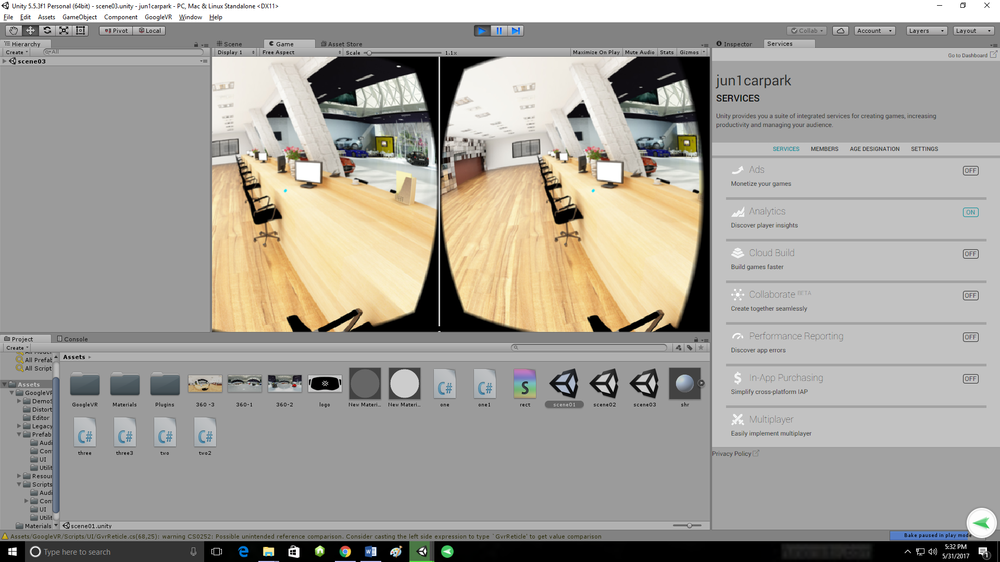 Unity 5.5.3f1 Personal (64bit) - scene03.unity - jun1carpark - PC, Mac & Linux Standalone <DX11>
File Edit Assets GameObject Component GoogleVR Window Help
Pivot Local
Collab Account Layers Layout
Hierarchy
Create All
scene03
Scene Game Asset Store
Display 1 Free Aspect Scale 1.1x Maximize On Play Mute Audio Stats Gizmos
Inspector Services
Go to Dashboard
jun1carpark
SERVICES
Unity provides you a suite of integrated services for creating games, increasing
productivity and managing your audience.
SERVICES MEMBERS AGE DESIGNATION SETTINGS
Ads OFF
Monetize your games
Analytics ON
Discover player insights
Cloud Build OFF
Build games faster
Collaborate BETA OFF
Create together seamlessly
Performance Reporting OFF
Discover app errors
In-App Purchasing OFF
Simplify cross-platform IAP
Multiplayer
Easily implement multiplayer
Privacy Policy
Project Console
Create
All Prefab
All Script
Assets
GoogleVR
DemoS
Distort
Editor
Legacy
Prefab
Audi
Con
UI
Utilit
Resour
Scripts
Audi
Con
UI
Utilit
Materials
Assets
GoogleVR Materials Plugins 360 -3 360-1 360-2 logo New Materi... New Materi... one one1 rect scene01 scene02 scene03 shr
three three3 two two2
scene01.unity
Assets/GoogleVR/Scripts/UI/GvrReticle.cs(68,25): warning CS0252: Possible unintended reference comparison. Consider casting the left side expression to type `GvrReticle' to get value comparison
Bake paused in play mode
Type here to search
5:32 PM
5/31/2017
1